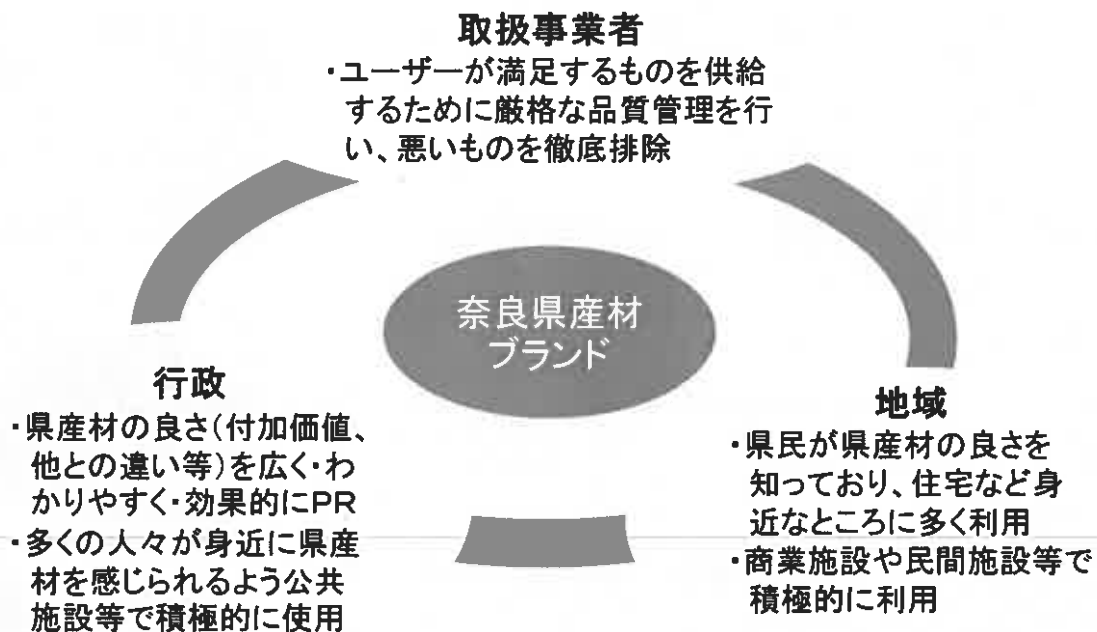 取扱事業者
・ユーザーが満足するものを供給
するために厳格な品質管理を行
い、悪いものを徹底排除
奈良県産材
ブランド
行政
・県産材の良さ(付加価値、
他との違い等)を広く・わ
かりやすく・効果的にPR
・多くの人々が身近に県産
材を感じられるよう公共
施設等で積極的に使用
地域
・県民が県産材の良さを
知っており、住宅など身
近なところに多く利用
・商業施設や民間施設等で
積極的に利用